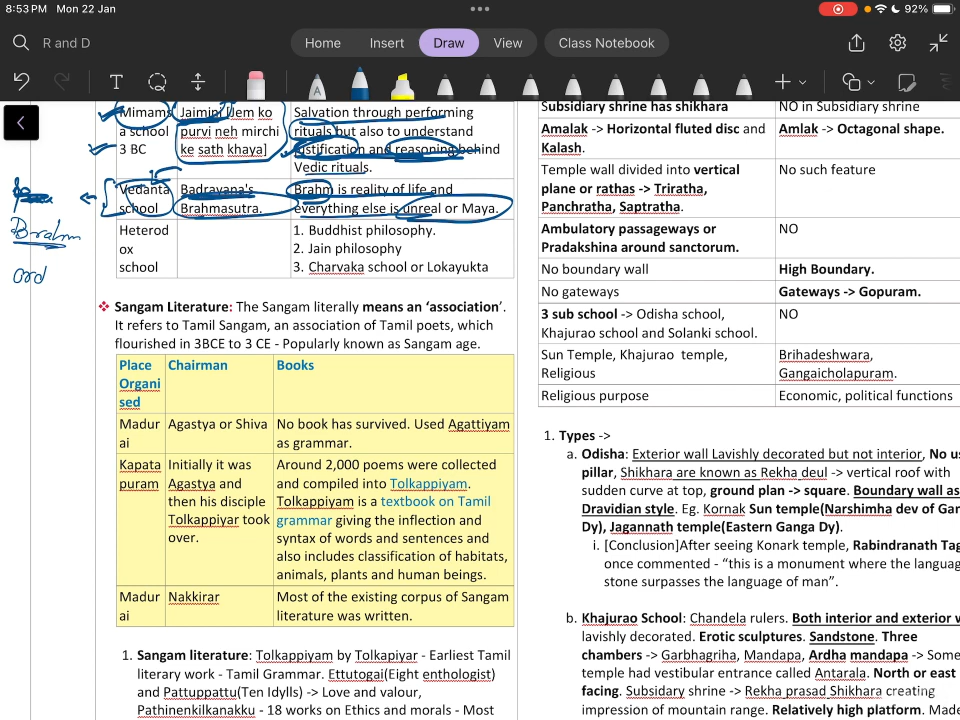 8:53 PM Mon 22 Jan
92%
R and D
Home Insert Draw View Class Notebook
Mimams Jaimini [Jem ko
a school purvi neh mirchi
3 BC ke sath khaya]
Salvation through performing
rituals but also to understand
justification and reasoning behind
Vedic rituals.
Vedanta Badrayana's
school Brahmasutra.
Brahm is reality of life and
everything else is unreal or Maya.
Brahm
ord
Heterod
ox
school
1. Buddhist philosophy.
2. Jain philosophy
3. Charvaka school or Lokayukta
❖ Sangam Literature: The Sangam literally means an ‘association’.
It refers to Tamil Sangam, an association of Tamil poets, which
flourished in 3BCE to 3 CE - Popularly known as Sangam age.
Place
Organi
sed
Chairman
Books
Madur
ai
Agastya or Shiva
No book has survived. Used Agattiyam
as grammar.
Kapata
puram
Initially it was
Agastya and
then his disciple
Tolkappiyar took
over.
Around 2,000 poems were collected
and compiled into Tolkappiyam.
Tolkappiyam is a textbook on Tamil
grammar giving the inflection and
syntax of words and sentences and
also includes classification of habitats,
animals, plants and human beings.
Madur
ai
Nakkirar
Most of the existing corpus of Sangam
literature was written.
1. Sangam literature: Tolkappiyam by Tolkapiyar - Earliest Tamil
literary work - Tamil Grammar. Ettutogai(Eight enthologist)
and Pattuppattu(Ten Idylls) -> Love and valour,
Pathinenkilkanakku - 18 works on Ethics and morals - Most
Subsidiary shrine has shikhara
NO in Subsidiary shrine
Amalak -> Horizontal fluted disc and
Kalash.
Amlak -> Octagonal shape.
Temple wall divided into vertical
plane or rathas -> Triratha,
Panchratha, Saptratha.
No such feature
Ambulatory passageways or
Pradakshina around sanctorum.
NO
No boundary wall
High Boundary.
No gateways
Gateways -> Gopuram.
3 sub school -> Odisha school,
Khajurao school and Solanki school.
NO
Sun Temple, Khajurao temple,
Religious
Brihadeshwara,
Gangaicholapuram.
Religious purpose
Economic, political functions
1. Types ->
a. Odisha: Exterior wall Lavishly decorated but not interior, No us
pillar, Shikhara are known as Rekha deul -> vertical roof with
sudden curve at top, ground plan -> square. Boundary wall as
Dravidian style. Eg. Kornak Sun temple(Narshimha dev of Gan
Dy), Jagannath temple(Eastern Ganga Dy).
i. [Conclusion]After seeing Konark temple, Rabindranath Tag
once commented - “this is a monument where the languag
stone surpasses the language of man”.
b. Khajurao School: Chandela rulers. Both interior and exterior w
lavishly decorated. Erotic sculptures. Sandstone. Three
chambers -> Garbhagriha, Mandapa, Ardha mandapa -> Some
temple had vestibular entrance called Antarala. North or east
facing. Subsidary shrine -> Rekha prasad Shikhara creating
impression of mountain range. Relatively high platform. Made